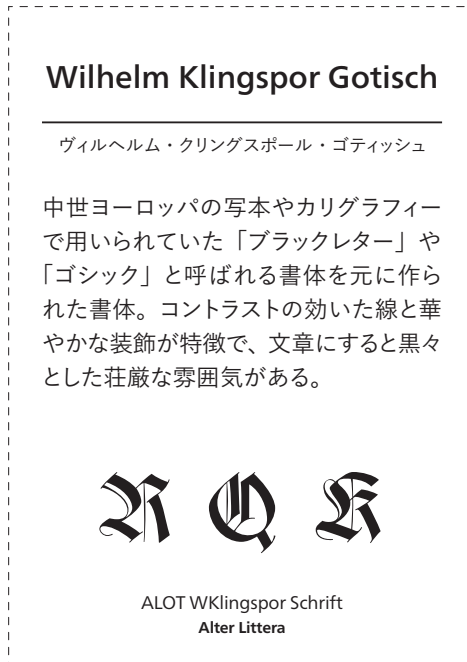 Wilhelm Klingspor Gotisch
ヴィルヘルム・クリングスポール・ゴティッシュ
中世ヨーロッパの写本やカリグラフィー
で用いられていた「ブラックレター」や
「ゴシック」と呼ばれる書体を元に作ら
れた書体。コントラストの効いた線と華
やかな装飾が特徴で、文章にすると黒々
とした荘厳な雰囲気がある。
R Q K
ALOT WKlingspor Schrift
Alter Littera